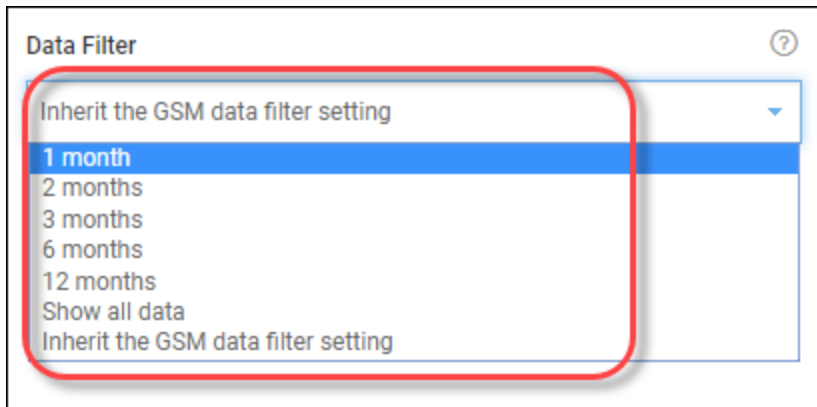 Data Filter
?
Inherit the GSM data filter setting
1 month
2 months
3 months
6 months
12 months
Show all data
Inherit the GSM data filter setting